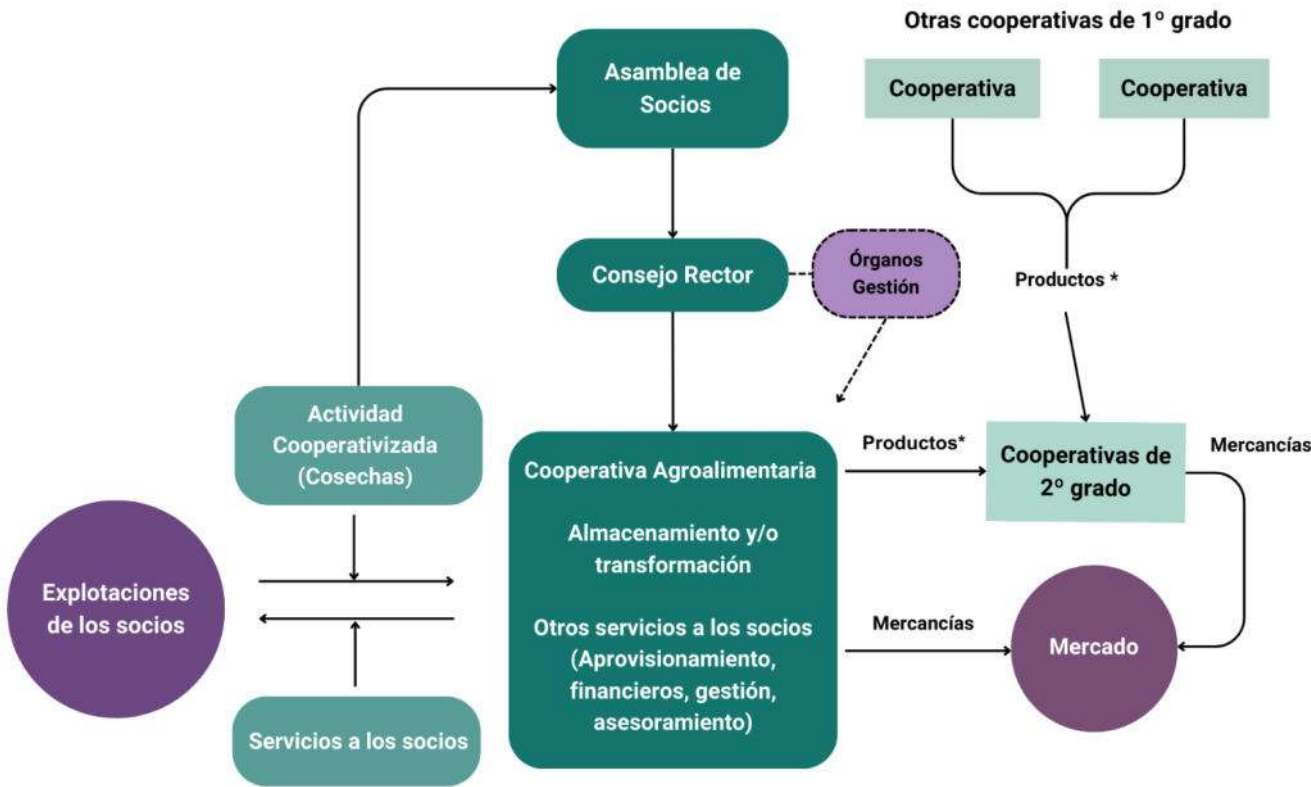 Otras cooperativas de 1º grado
Asamblea de
Socios
Cooperativa
Cooperativa
Consejo Rector
Órganos
Gestión
Productos *
Actividad
Cooperativizada
(Cosechas)
Cooperativa Agroalimentaria
Almacenamiento y/o
transformación
Otros servicios a los socios
(Aprovisionamiento,
financieros, gestión,
asesoramiento)
Productos*
Cooperativas de
2º grado
Mercancías
Explotaciones
de los socios
Mercancías
Mercado
Servicios a los socios